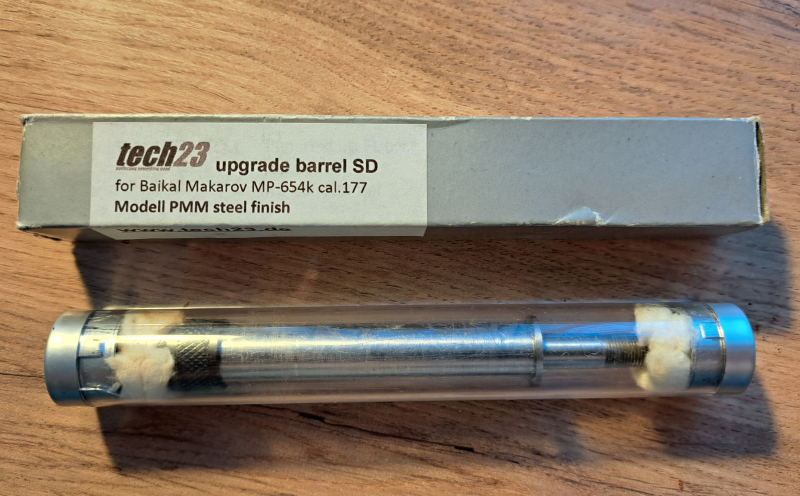 tech23 upgrade barrel SD
for Baikal Makarov MP-654k cal.177
Modell PMM steel finish
www.tech23.de